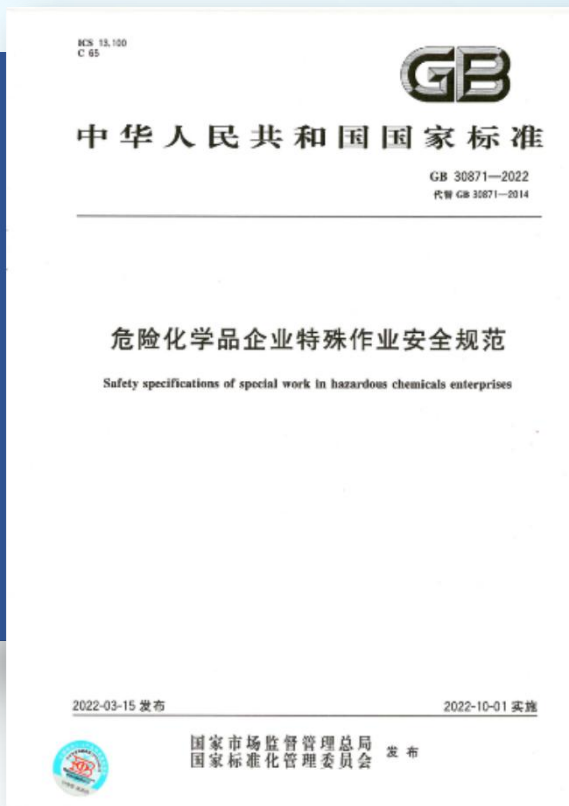 ICS 13.100
C 65
GB
中华人民共和国国家标准
GB 30871—2022
代替 GB 30871—2014
危险化学品企业特殊作业安全规范
Safety specifications of special work in hazardous chemicals enterprises
2022-03-15 发布
2022-10-01 实施
国家市场监督管理总局
国家标准化管理委员会
发布